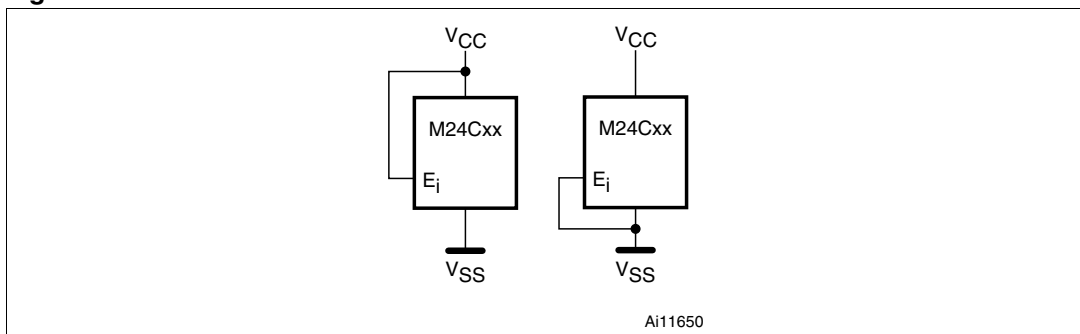 VCC VCC
M24Cxx M24Cxx
Ei Ei
VSS VSS
Ai11650